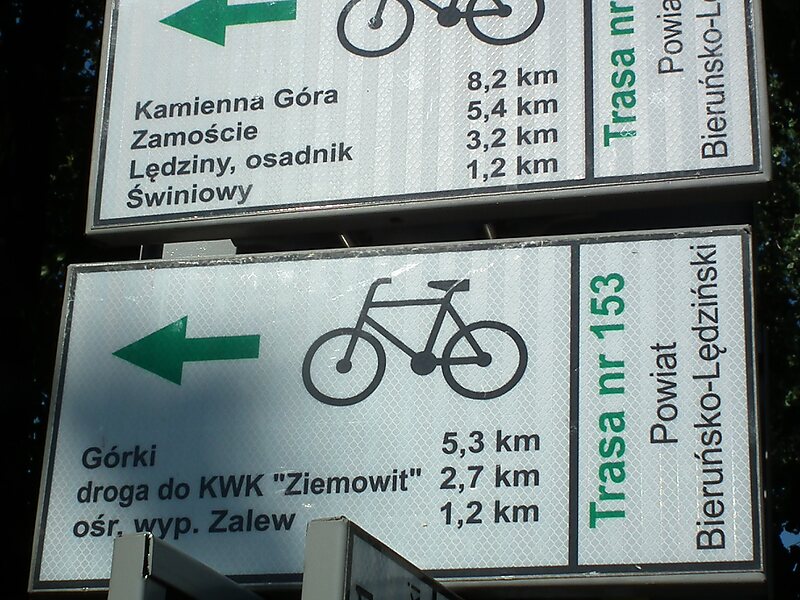 Kamienna Góra 8,2 km
Zamoście 5,4 km
Lędziny, osadnik 3,2 km
Świniowy 1,2 km
Trasa nr
Górki 5,3 km
droga do KWK "Ziemowit" 2,7 km
ośr. wyp. Zalew 1,2 km
Trasa nr 153
Powiat
Bieruńsko-Lędziński